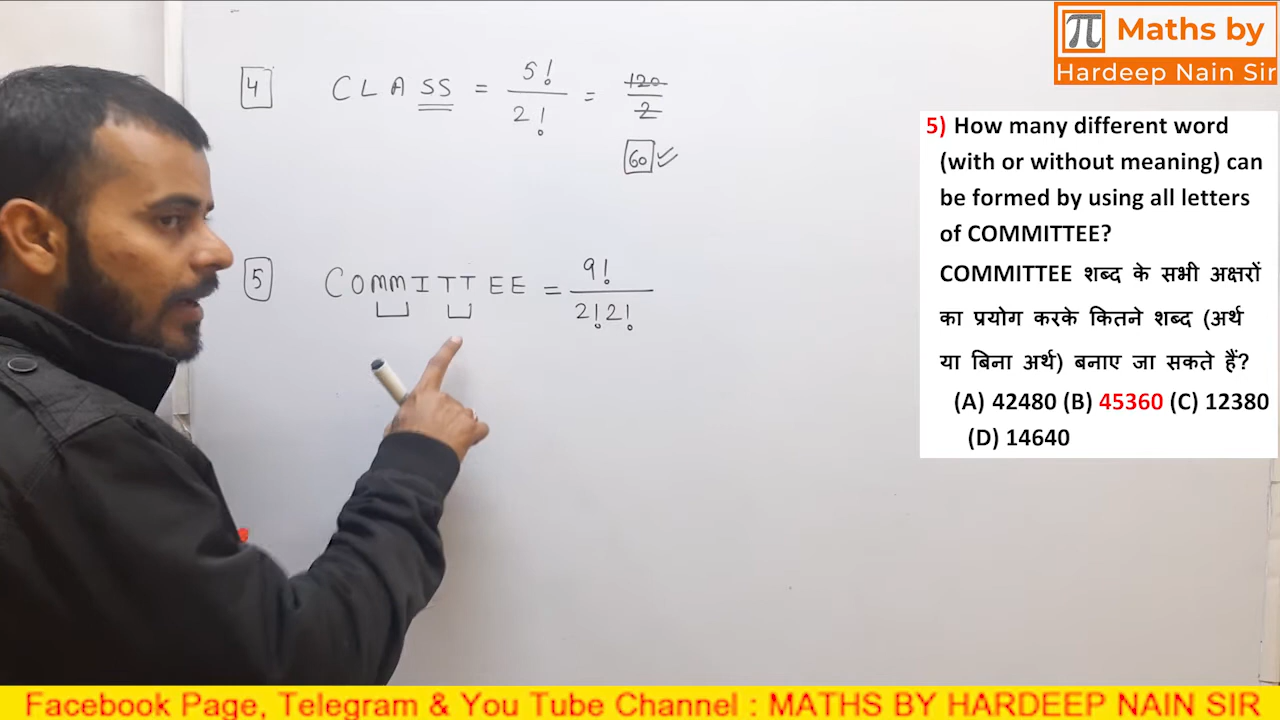 π Maths by
Hardeep Nain Sir
4 CLASS = 5!/2! = 120/2
60
5 COMMITTEE = 9!/2!2!
5) How many different word
(with or without meaning) can
be formed by using all letters
of COMMITTEE?
COMMITTEE शब्द के सभी अक्षरों
का प्रयोग करके कितने शब्द (अर्थ
या बिना अर्थ) बनाए जा सकते हैं?
(A) 42480 (B) 45360 (C) 12380
(D) 14640
Facebook Page, Telegram & You Tube Channel : MATHS BY HARDEEP NAIN SIR